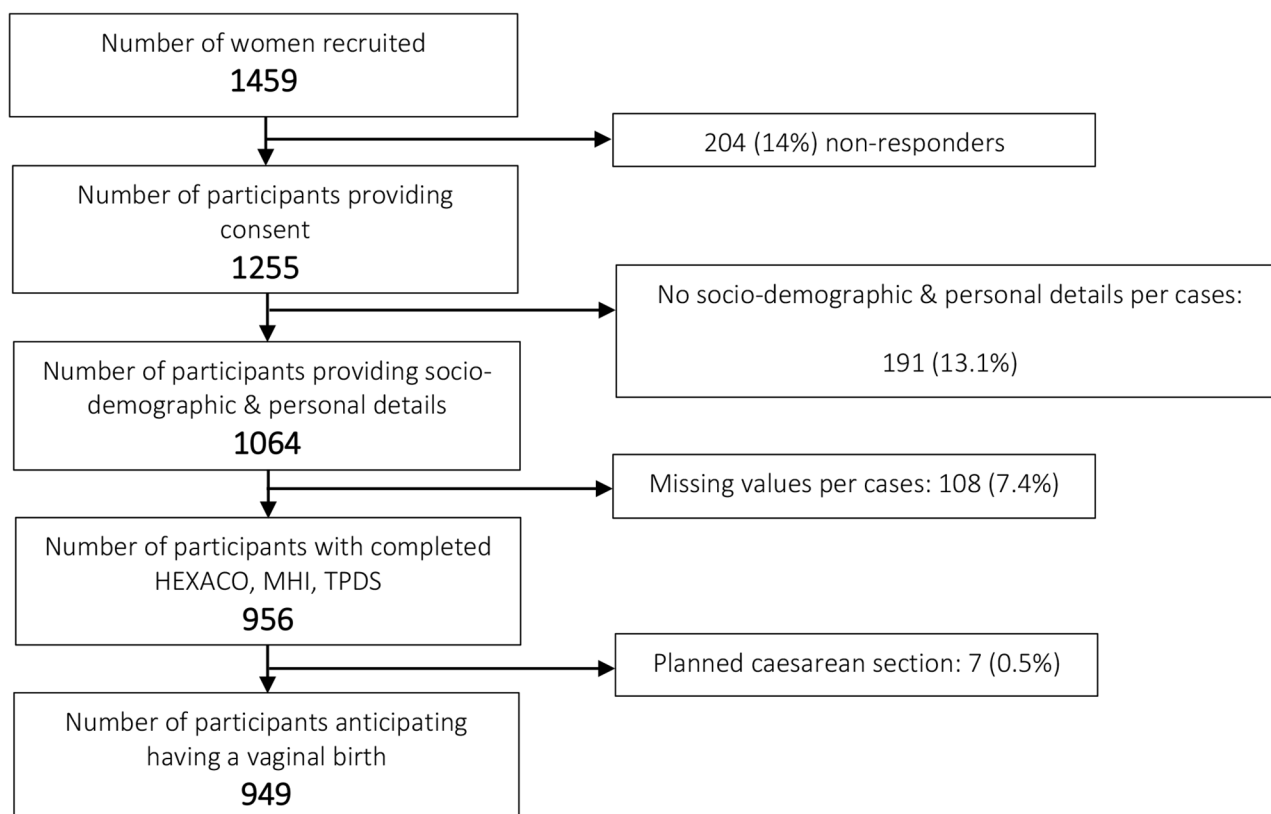 Number of women recruited
1459
204 (14%) non-responders
Number of participants providing
consent
1255
No socio-demographic & personal details per cases:
191 (13.1%)
Number of participants providing socio-
demographic & personal details
1064
Missing values per cases: 108 (7.4%)
Number of participants with completed
HEXACO, MHI, TPDS
956
Planned caesarean section: 7 (0.5%)
Number of participants anticipating
having a vaginal birth
949